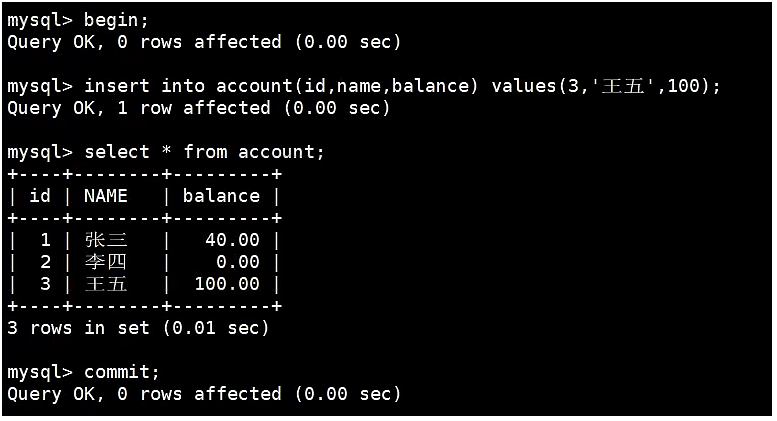 mysql> begin;
Query OK, 0 rows affected (0.00 sec)
mysql> insert into account(id,name,balance) values(3,'王五',100);
Query OK, 1 row affected (0.00 sec)
mysql> select * from account;
+----+--------+---------+
| id | NAME   | balance |
+----+--------+---------+
|  1 | 张三   |   40.00 |
|  2 | 李四   |    0.00 |
|  3 | 王五   |  100.00 |
+----+--------+---------+
3 rows in set (0.01 sec)
mysql> commit;
Query OK, 0 rows affected (0.00 sec)